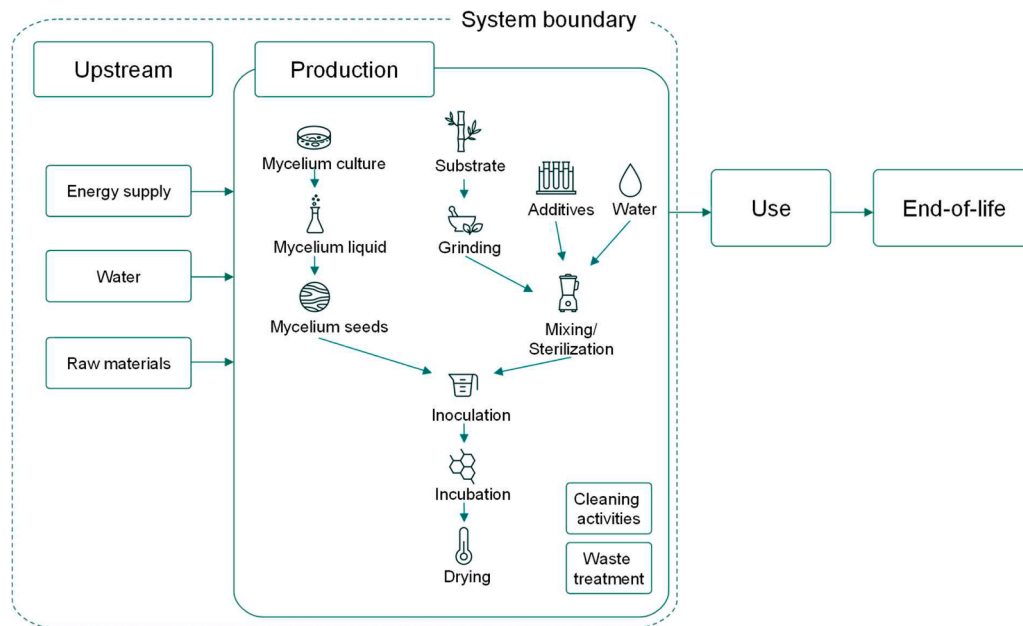 System boundary
Upstream
Production
Energy supply
Water
Raw materials
Mycelium culture
Mycelium liquid
Mycelium seeds
Substrate
Grinding
Additives
Water
Mixing/
Sterilization
Inoculation
Incubation
Drying
Cleaning
activities
Waste
treatment
Use
End-of-life